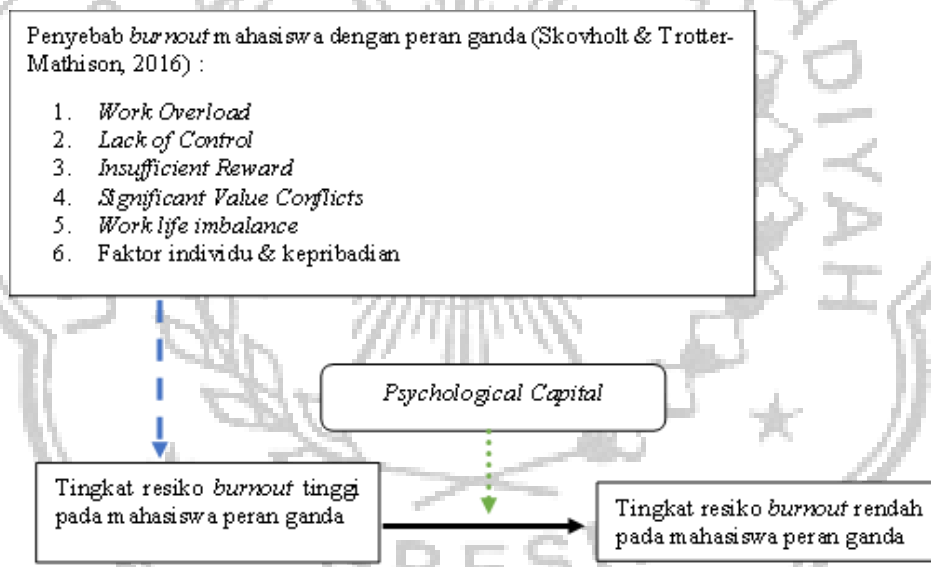 Penyebab burnout mahasiswa dengan peran ganda (Skovholt & Trotter-
Mathison, 2016) :
1. Work Overload
2. Lack of Control
3. Insufficient Reward
4. Significant Value Conflicts
5. Work life imbalance
6. Faktor individu & kepribadian
Psychological Capital
Tingkat resiko burnout tinggi
pada mahasiswa peran ganda
Tingkat resiko burnout rendah
pada mahasiswa peran ganda